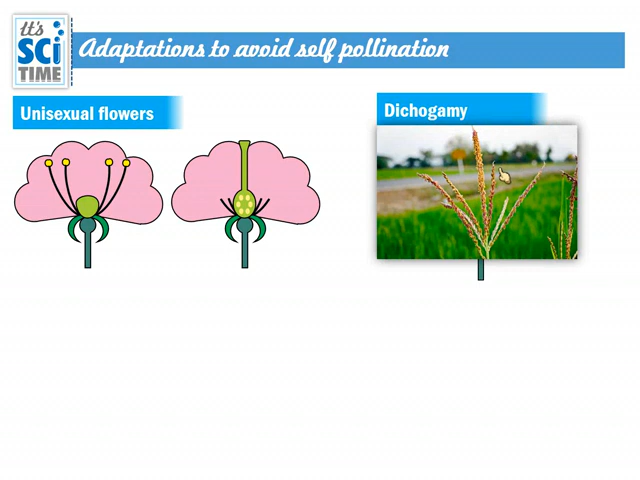 It's
SCi
TIME
Adaptations to avoid self pollination
Unisexual flowers
Dichogamy